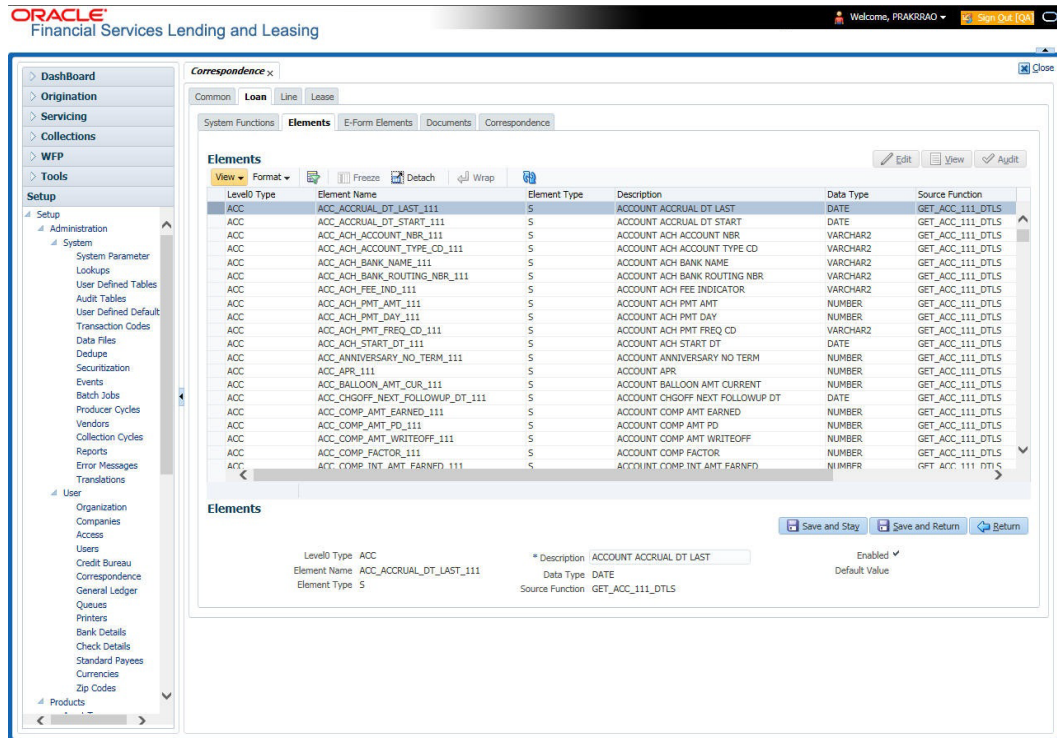 ORACLE®
Financial Services Lending and Leasing
Welcome, PRAKRRAO
Sign Out [QA]
DashBoard
Origination
Servicing
Collections
WFP
Tools
Setup
Setup
Administration
System
System Parameter
Lookups
User Defined Tables
Audit Tables
User Defined Default
Transaction Codes
Data Files
Dedupe
Securitization
Events
Batch Jobs
Producer Cycles
Vendors
Collection Cycles
Reports
Error Messages
Translations
User
Organization
Companies
Access
Users
Credit Bureau
Correspondence
General Ledger
Queues
Printers
Bank Details
Check Details
Standard Payees
Currencies
Zip Codes
Products
Correspondence x
Close
Common Loan Line Lease
System Functions Elements E-Form Elements Documents Correspondence
Elements
Edit View Audit
View Format Freeze Detach Wrap
Level0 Type Element Name Element Type Description Data Type Source Function
ACC ACC_ACCRUAL_DT_LAST_111 S ACCOUNT ACCRUAL DT LAST DATE GET_ACC_111_DTLS
ACC ACC_ACCRUAL_DT_START_111 S ACCOUNT ACCRUAL DT START DATE GET_ACC_111_DTLS
ACC ACC_ACH_ACCOUNT_NBR_111 S ACCOUNT ACH ACCOUNT NBR VARCHAR2 GET_ACC_111_DTLS
ACC ACC_ACH_ACCOUNT_TYPE_CD_111 S ACCOUNT ACH ACCOUNT TYPE CD VARCHAR2 GET_ACC_111_DTLS
ACC ACC_ACH_BANK_NAME_111 S ACCOUNT ACH BANK NAME VARCHAR2 GET_ACC_111_DTLS
ACC ACC_ACH_BANK_ROUTING_NBR_111 S ACCOUNT ACH BANK ROUTING NBR VARCHAR2 GET_ACC_111_DTLS
ACC ACC_ACH_FEE_IND_111 S ACCOUNT ACH FEE INDICATOR VARCHAR2 GET_ACC_111_DTLS
ACC ACC_ACH_PMT_AMT_111 S ACCOUNT ACH PMT AMT NUMBER GET_ACC_111_DTLS
ACC ACC_ACH_PMT_DAY_111 S ACCOUNT ACH PMT DAY NUMBER GET_ACC_111_DTLS
ACC ACC_ACH_PMT_FREQ_CD_111 S ACCOUNT ACH PMT FREQ CD VARCHAR2 GET_ACC_111_DTLS
ACC ACC_ACH_START_DT_111 S ACCOUNT ACH START DT DATE GET_ACC_111_DTLS
ACC ACC_ANNIVERSARY_NO_TERM_111 S ACCOUNT ANNIVERSARY NO TERM NUMBER GET_ACC_111_DTLS
ACC ACC_APR_111 S ACCOUNT APR NUMBER GET_ACC_111_DTLS
ACC ACC_BALLOON_AMT_CUR_111 S ACCOUNT BALLOON AMT CURRENT NUMBER GET_ACC_111_DTLS
ACC ACC_CHGOFF_NEXT_FOLLOWUP_DT_111 S ACCOUNT CHGOFF NEXT FOLLOWUP DT DATE GET_ACC_111_DTLS
ACC ACC_COMP_AMT_EARNED_111 S ACCOUNT COMP AMT EARNED NUMBER GET_ACC_111_DTLS
ACC ACC_COMP_AMT_PD_111 S ACCOUNT COMP AMT PD NUMBER GET_ACC_111_DTLS
ACC ACC_COMP_AMT_WRITEOFF_111 S ACCOUNT COMP AMT WRITEOFF NUMBER GET_ACC_111_DTLS
ACC ACC_COMP_FACTOR_111 S ACCOUNT COMP FACTOR NUMBER GET_ACC_111_DTLS
ACC ACC_COMP_INT_AMT_EARNED_111 S ACCOUNT COMP INT AMT EARNED NUMBER GET_ACC_111_DTLS
Elements
Save and Stay Save and Return Return
Level0 Type ACC
Element Name ACC_ACCRUAL_DT_LAST_111
Element Type S
* Description ACCOUNT ACCRUAL DT LAST
Data Type DATE
Source Function GET_ACC_111_DTLS
Enabled
Default Value